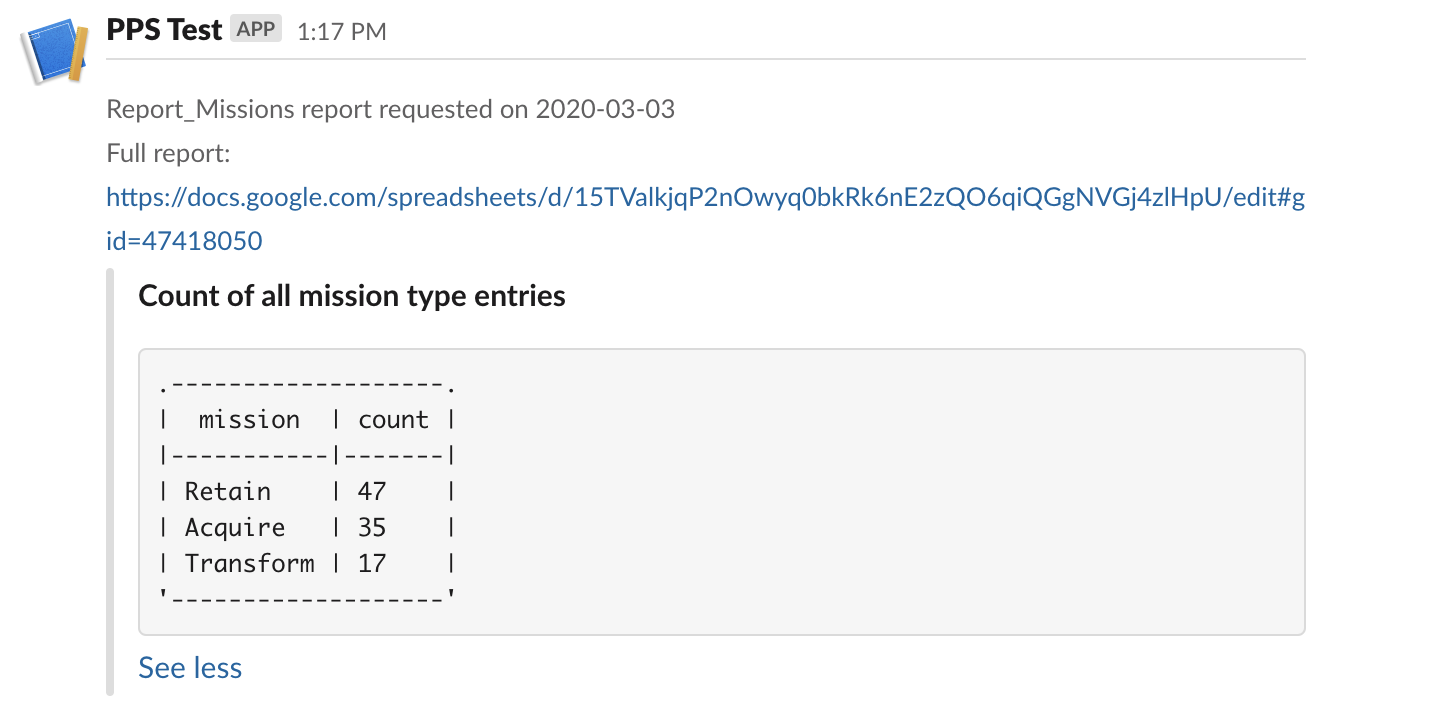 PPS Test APP 1:17 PM
Report_Missions report requested on 2020-03-03
Full report:
https://docs.google.com/spreadsheets/d/15TValkjqP2nOwyq0bkRk6nE2zQO6qiQGgNVGj4zlHpU/edit#g
id=47418050
Count of all mission type entries
.-------------------.
|  mission  | count |
|-----------|-------|
| Retain    | 47    |
| Acquire   | 35    |
| Transform | 17    |
'-------------------'
See less